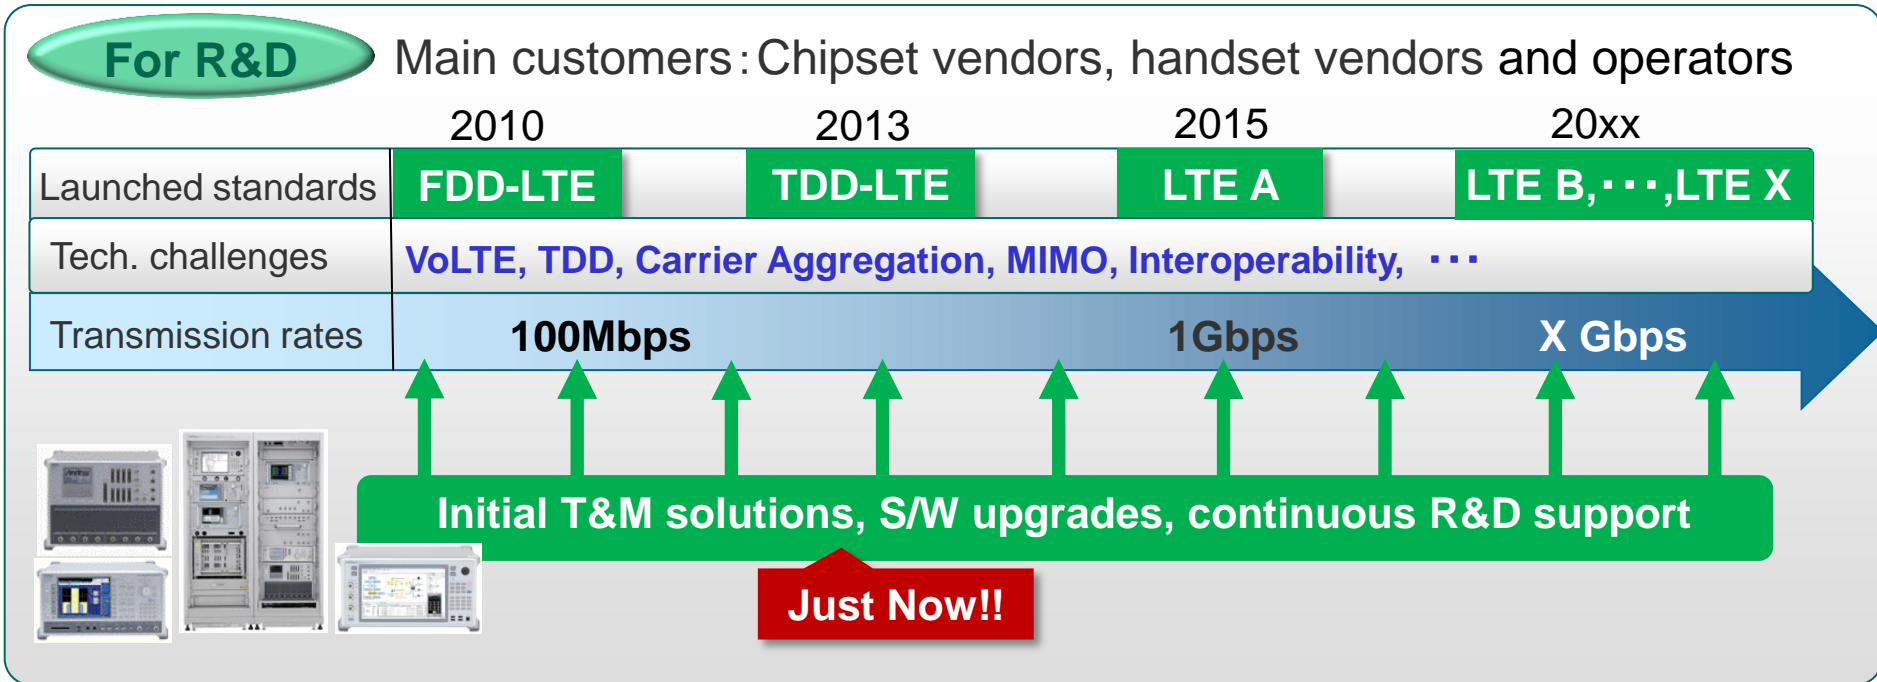 For R&D
Main customers:Chipset vendors, handset vendors and operators
2010 2013 2015 20xx
Launched standards FDD-LTE TDD-LTE LTE A LTE B,・・・,LTE X
Tech. challenges VoLTE, TDD, Carrier Aggregation, MIMO, Interoperability, ・・・
Transmission rates 100Mbps 1Gbps X Gbps
Initial T&M solutions, S/W upgrades, continuous R&D support
Just Now!!